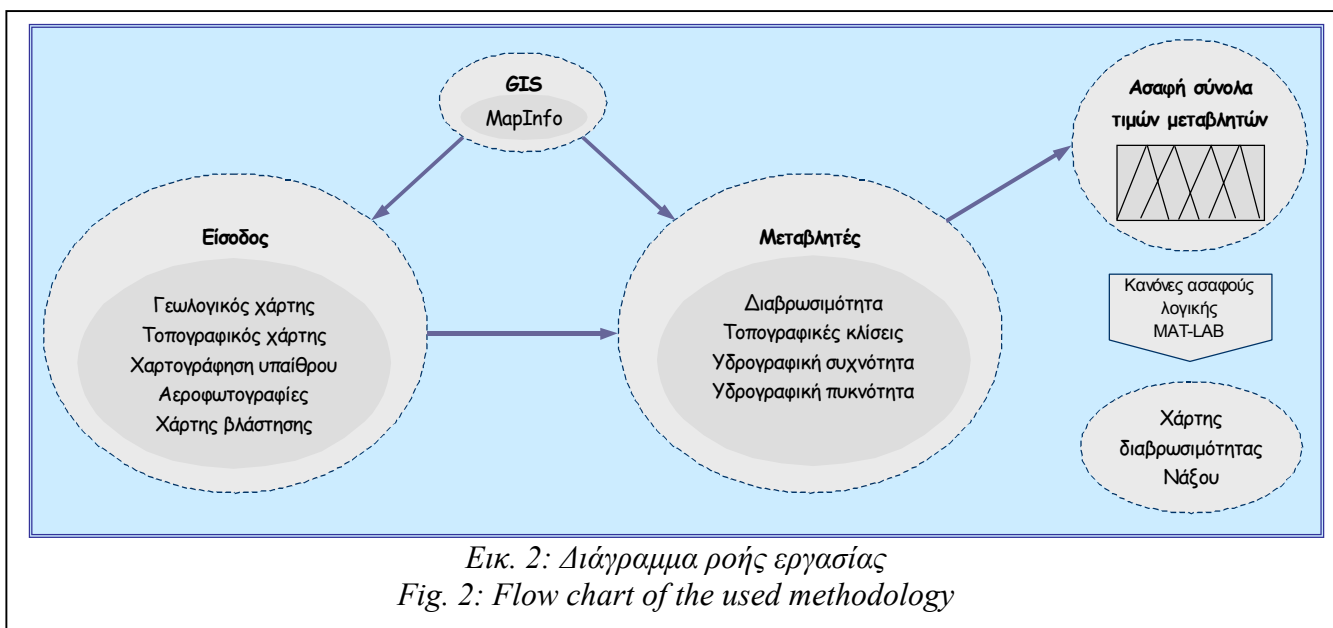 GIS
MapInfo
Ασαφή σύνολα
τιμών μεταβλητών
Είσοδος
Γεωλογικός χάρτης
Τοπογραφικός χάρτης
Χαρτογράφηση υπαίθρου
Αεροφωτογραφίες
Χάρτης βλάστησης
Μεταβλητές
Διαβρωσιμότητα
Τοπογραφικές κλίσεις
Υδρογραφική συχνότητα
Υδρογραφική πυκνότητα
Κανόνες ασαφούς
λογικής
MAT-LAB
Χάρτης
διαβρωσιμότητας
Νάξου
Εικ. 2: Διάγραμμα ροής εργασίας
Fig. 2: Flow chart of the used methodology